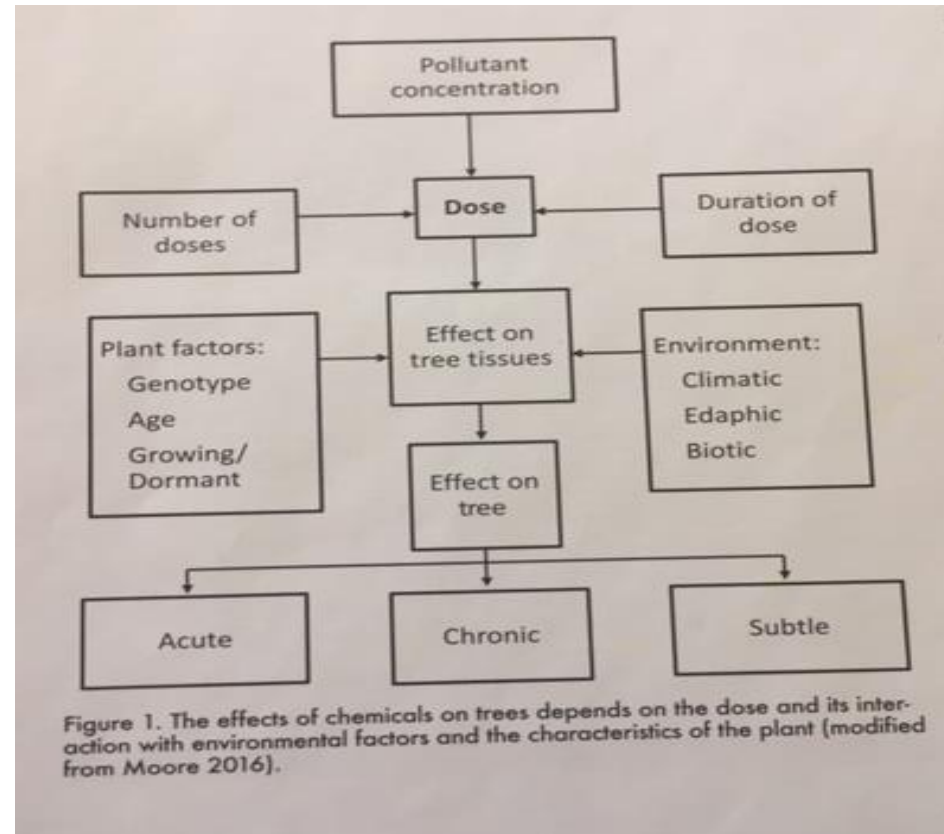 Pollutant
concentration
Number of
doses
Dose
Duration of
dose
Plant factors:
Genotype
Age
Growing/
Dormant
Effect on
tree tissues
Environment:
Climatic
Edaphic
Biotic
Effect on
tree
Acute
Chronic
Subtle
Figure 1. The effects of chemicals on trees depends on the dose and its inter-
action with environmental factors and the characteristics of the plant (modified
from Moore 2016).